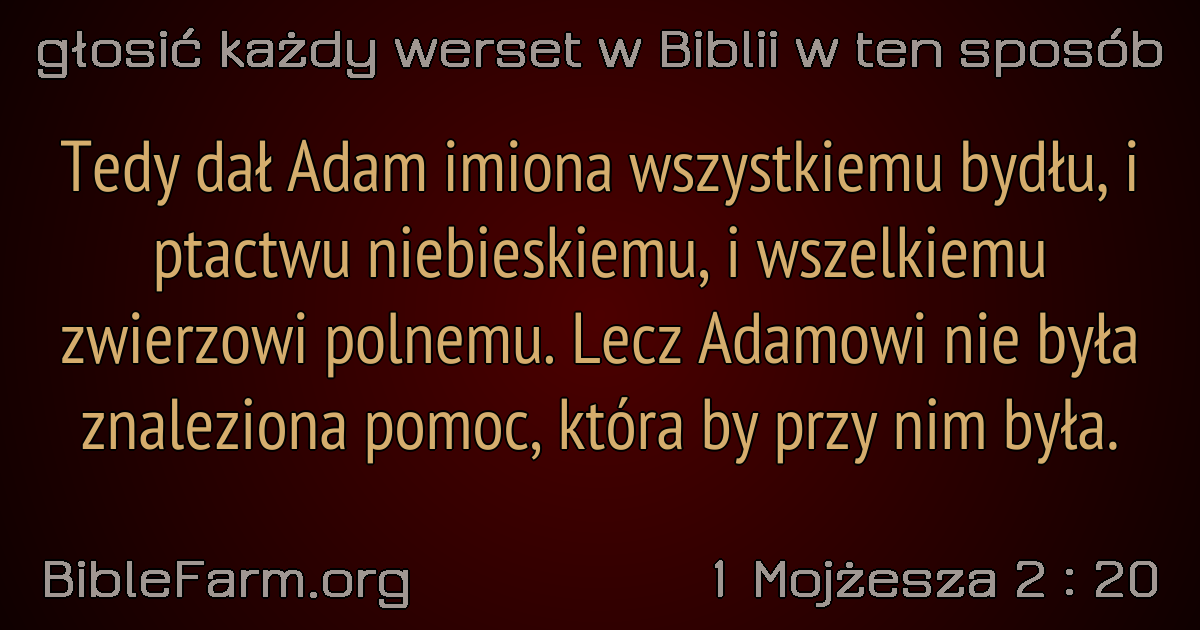 głosić każdy werset w Biblii w ten sposób
Tedy dał Adam imiona wszystkiemu bydłu, i
ptactwu niebieskiemu, i wszelkiemu
zwierzowi polnemu. Lecz Adamowi nie była
znaleziona pomoc, która by przy nim była.
BibleFarm.org
1 Mojżesza 2 : 20